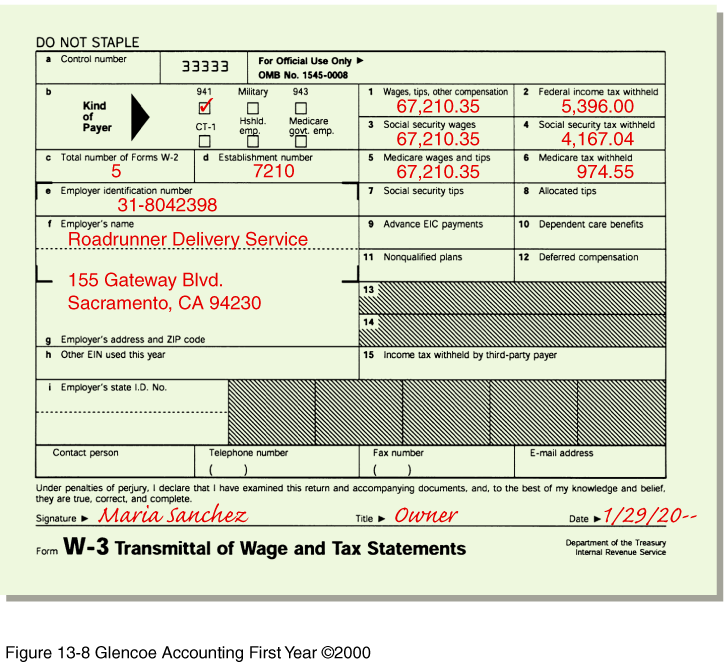 DO NOT STAPLE
a Control number
33333
For Official Use Only ▶
OMB No. 1545-0008
b
Kind
of
Payer
941 Military 943
✓
CT-1 Hshld. emp. Medicare govt. emp.
1 Wages, tips, other compensation
67,210.35
2 Federal income tax withheld
5,396.00
3 Social security wages
67,210.35
4 Social security tax withheld
4,167.04
c Total number of Forms W-2
5
d Establishment number
7210
5 Medicare wages and tips
67,210.35
6 Medicare tax withheld
974.55
e Employer identification number
31-8042398
7 Social security tips
8 Allocated tips
f Employer's name
Roadrunner Delivery Service
9 Advance EIC payments
10 Dependent care benefits
11 Nonqualified plans
12 Deferred compensation
155 Gateway Blvd.
Sacramento, CA 94230
13
14
g Employer's address and ZIP code
h Other EIN used this year
15 Income tax withheld by third-party payer
i Employer's state I.D. No.
Contact person
Telephone number
( )
Fax number
( )
E-mail address
Under penalties of perjury, I declare that I have examined this return and accompanying documents, and, to the best of my knowledge and belief,
they are true, correct, and complete.
Signature ▶ Maria Sanchez Title ▶ Owner Date ▶ 1/29/20--
Form W-3 Transmittal of Wage and Tax Statements
Department of the Treasury
Internal Revenue Service
Figure 13-8 Glencoe Accounting First Year ©2000